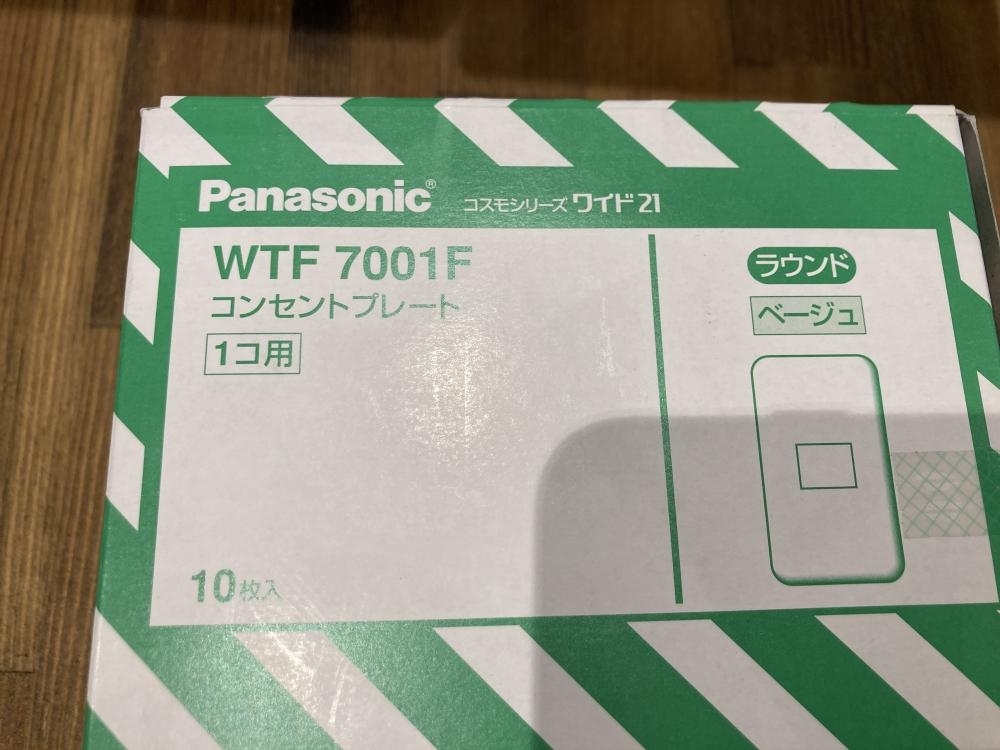 Panasonic® コスモシリーズ ワイド21
WTF 7001F
コンセントプレート
1コ用
10枚入
ラウンド
ベージュ